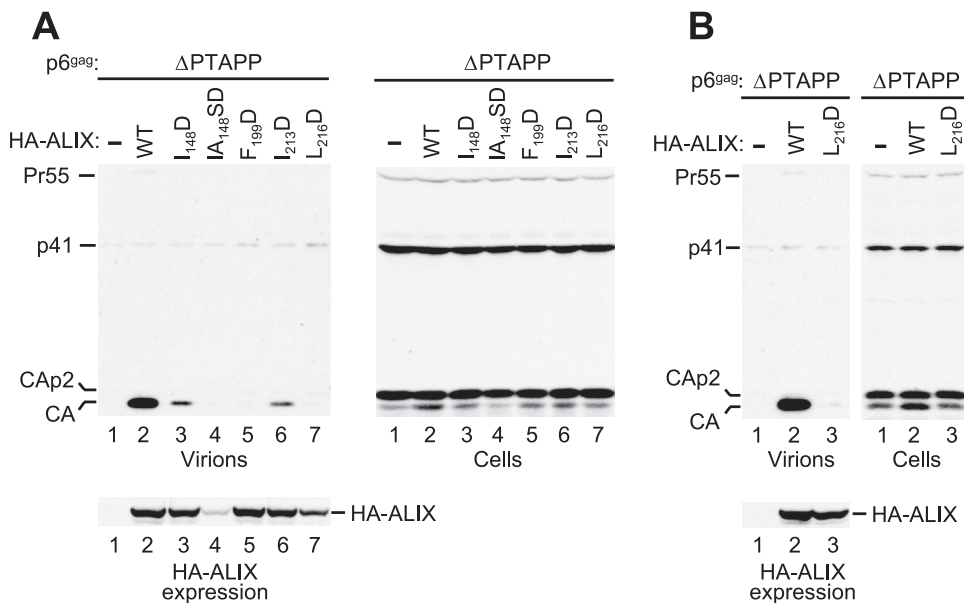 A
p6gag:
ΔPTAPP
ΔPTAPP
HA-ALIX:
–
WT
I148D
IA148SD
F199D
I213D
L216D
–
WT
I148D
IA148SD
F199D
I213D
L216D
Pr55
p41
CAp2
CA
1 2 3 4 5 6 7
Virions
1 2 3 4 5 6 7
Cells
HA-ALIX
1 2 3 4 5 6 7
HA-ALIX
expression
B
p6gag:
ΔPTAPP
ΔPTAPP
HA-ALIX:
–
WT
L216D
–
WT
L216D
Pr55
p41
CAp2
CA
1 2 3
Virions
1 2 3
Cells
HA-ALIX
1 2 3
HA-ALIX
expression